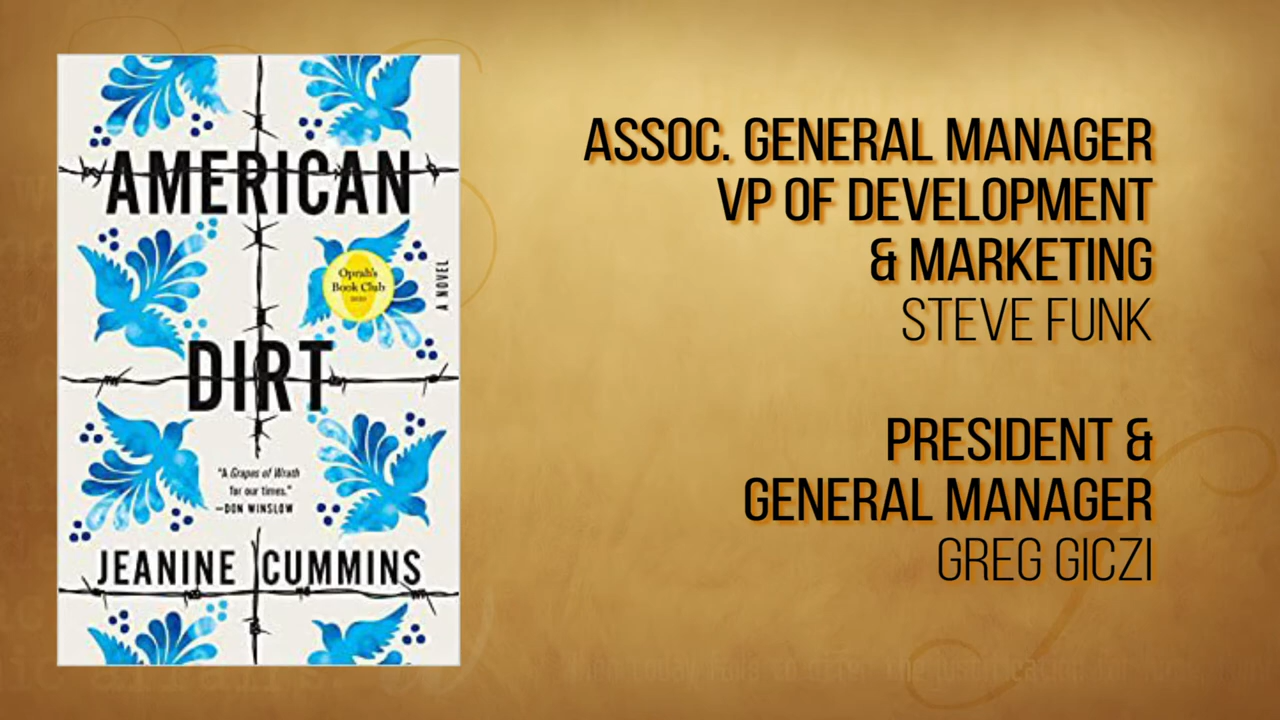 AMERICAN
Oprah's
Book Club
2020
A NOVEL
DIRT
"A Grapes of Wrath
for our times."
—DON WINSLOW
JEANINE CUMMINS
ASSOC. GENERAL MANAGER
VP OF DEVELOPMENT
& MARKETING
STEVE FUNK
PRESIDENT &
GENERAL MANAGER
GREG GICZI